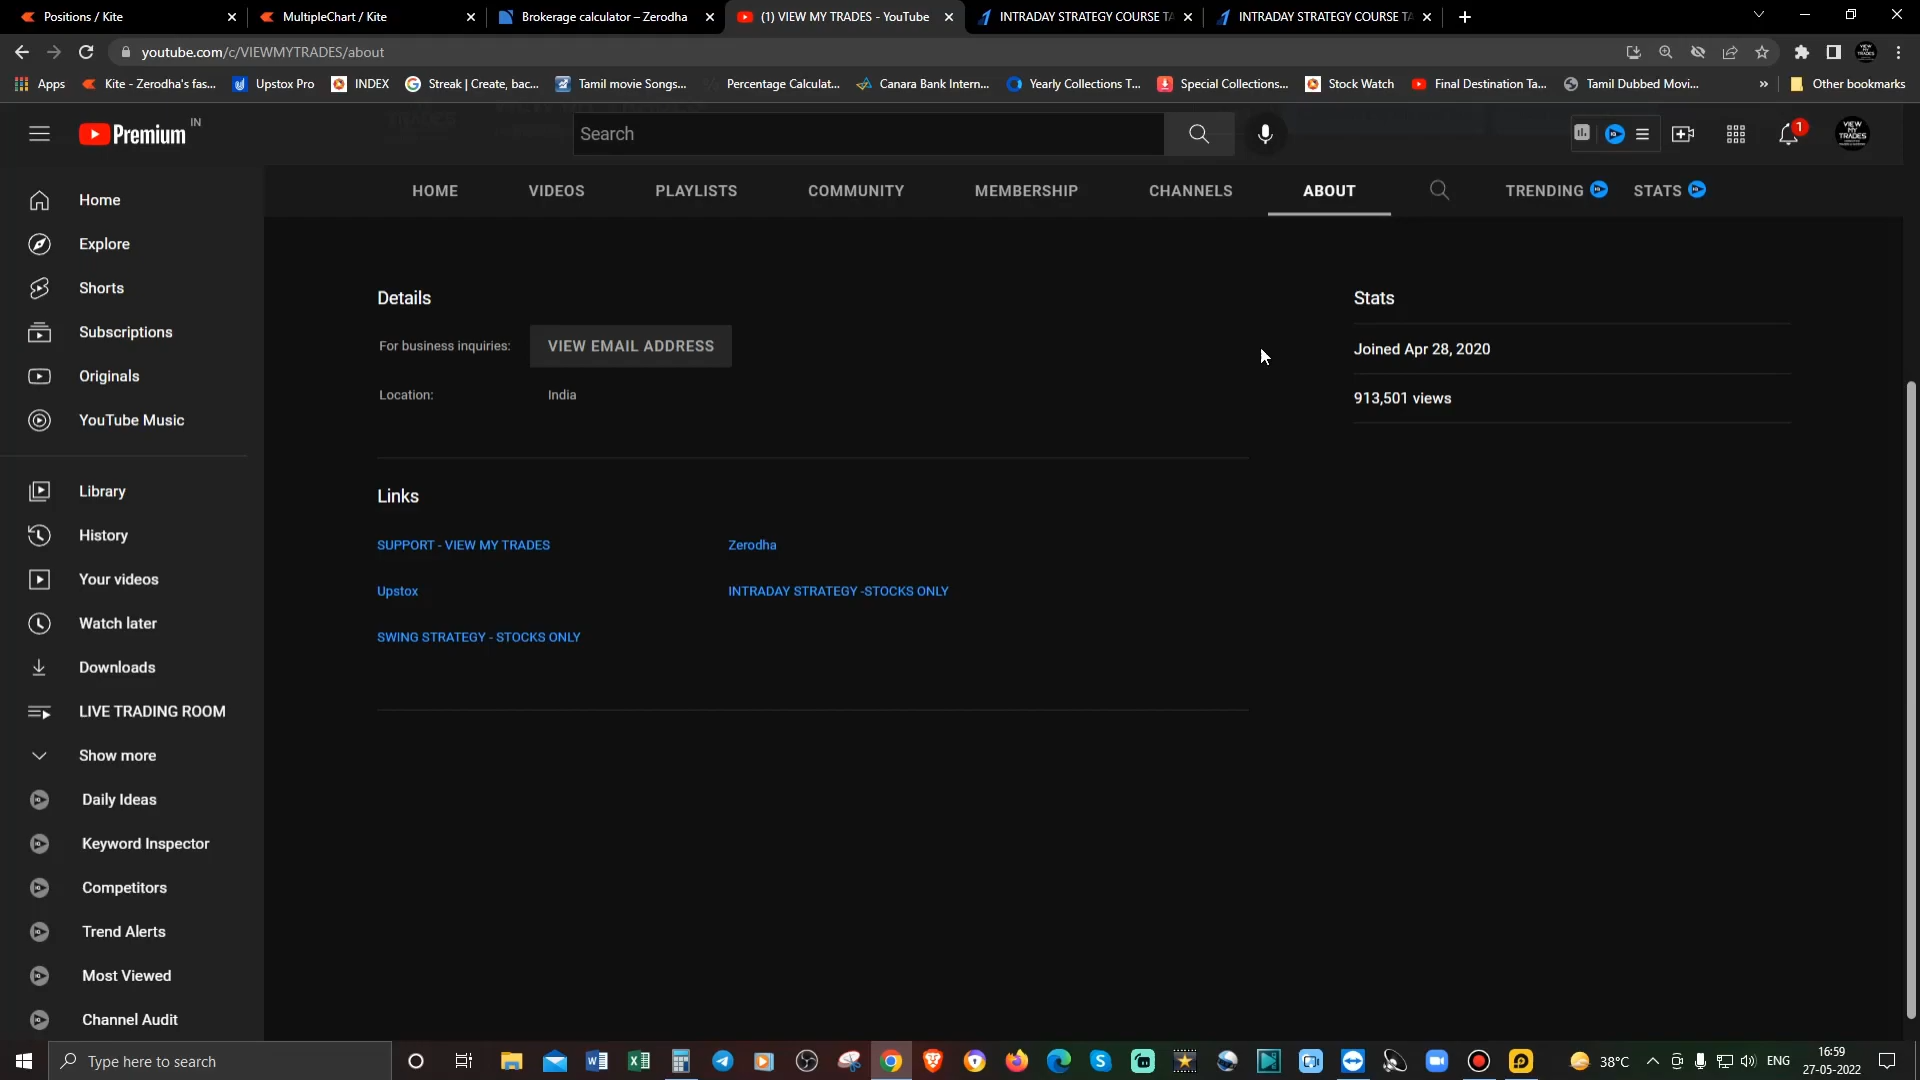 Positions / Kite
MultipleChart / Kite
Brokerage calculator – Zerodha
(1) VIEW MY TRADES - YouTube
INTRADAY STRATEGY COURSE TA
INTRADAY STRATEGY COURSE TA
youtube.com/c/VIEWMYTRADES/about
Apps
Kite - Zerodha's fas...
Upstox Pro
INDEX
Streak | Create, bac...
Tamil movie Songs...
Percentage Calculat...
Canara Bank Intern...
Yearly Collections T...
Special Collections...
Stock Watch
Final Destination Ta...
Tamil Dubbed Movi...
»
Other bookmarks
Premium IN
Search
1
VIEW
MY
TRADES
HOME
VIDEOS
PLAYLISTS
COMMUNITY
MEMBERSHIP
CHANNELS
ABOUT
TRENDING
STATS
Home
Explore
Shorts
Subscriptions
Originals
YouTube Music
Library
History
Your videos
Watch later
Downloads
LIVE TRADING ROOM
Show more
Daily Ideas
Keyword Inspector
Competitors
Trend Alerts
Most Viewed
Channel Audit
Details
For business inquiries:
VIEW EMAIL ADDRESS
Location:
India
Links
SUPPORT - VIEW MY TRADES
Zerodha
Upstox
INTRADAY STRATEGY -STOCKS ONLY
SWING STRATEGY - STOCKS ONLY
Stats
Joined Apr 28, 2020
913,501 views
Type here to search
38°C
ENG
16:59
27-05-2022